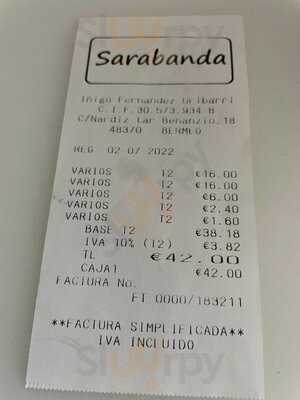 Sarabanda
Iñigo Fernandez Uribarri
C.I.F.30.573.934 B
C/Nardiz tar Benanzio,18
48370 BERMEO
REG 02-07-2022
VARIOS T2 €16.00
VARIOS T2 €16.00
VARIOS T2 €6.00
VARIOS T2 €2.40
VARIOS T2 €1.60
BASE T2 €38.18
IVA 10% (T2) €3.82
TL €42.00
CAJA1 €42.00
FACTURA No.
FT 0000/183211
**FACTURA SIMPLIFICADA**
IVA INCLUIDO